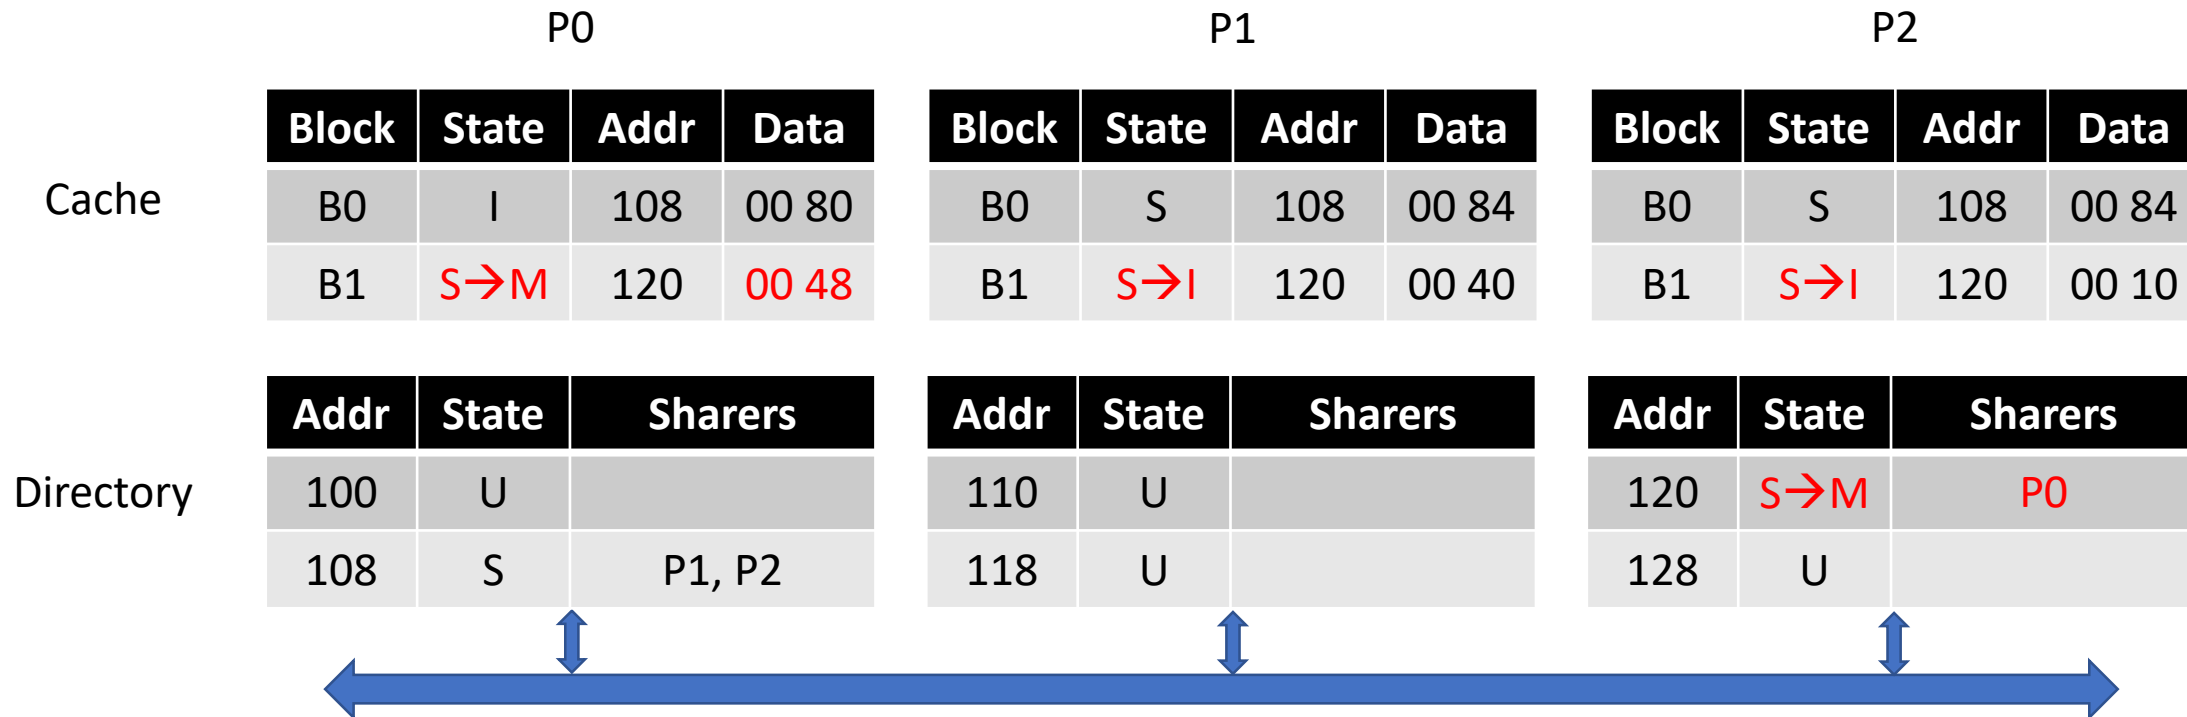 P0 P1 P2
Block State Addr Data Block State Addr Data Block State Addr Data
Cache B0 I 108 00 80 B0 S 108 00 84 B0 S 108 00 84
B1 S→M 120 00 48 B1 S→I 120 00 40 B1 S→I 120 00 10
Addr State Sharers Addr State Sharers Addr State Sharers
Directory 100 U 110 U 120 S→M P0
108 S P1, P2 118 U 128 U